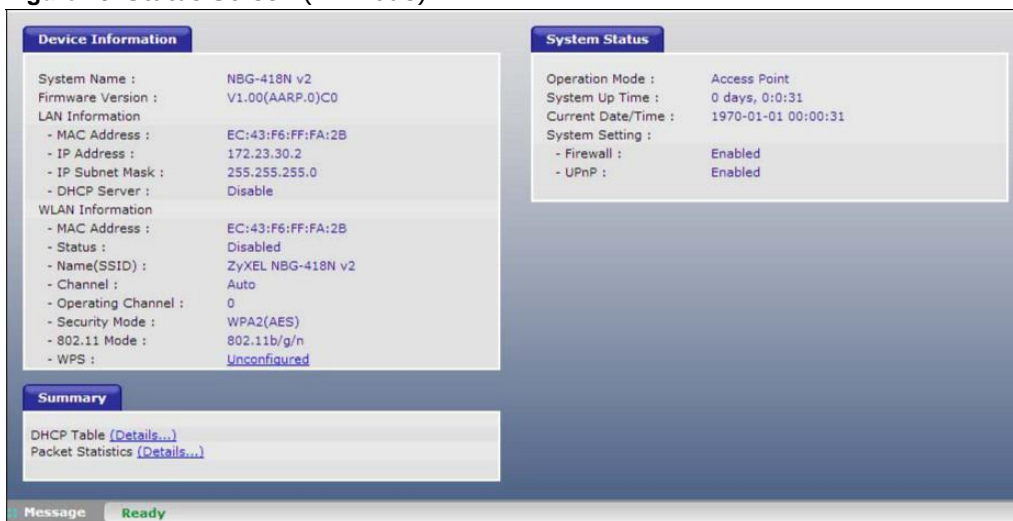 Device Information
System Name : NBG-418N v2
Firmware Version : V1.00(AARP.0)C0
LAN Information
- MAC Address : EC:43:F6:FF:FA:2B
- IP Address : 172.23.30.2
- IP Subnet Mask : 255.255.255.0
- DHCP Server : Disable
WLAN Information
- MAC Address : EC:43:F6:FF:FA:2B
- Status : Disabled
- Name(SSID) : ZyXEL NBG-418N v2
- Channel : Auto
- Operating Channel : 0
- Security Mode : WPA2(AES)
- 802.11 Mode : 802.11b/g/n
- WPS : Unconfigured
Summary
DHCP Table (Details...)
Packet Statistics (Details...)
System Status
Operation Mode : Access Point
System Up Time : 0 days, 0:0:31
Current Date/Time : 1970-01-01 00:00:31
System Setting :
- Firewall : Enabled
- UPnP : Enabled
Message Ready